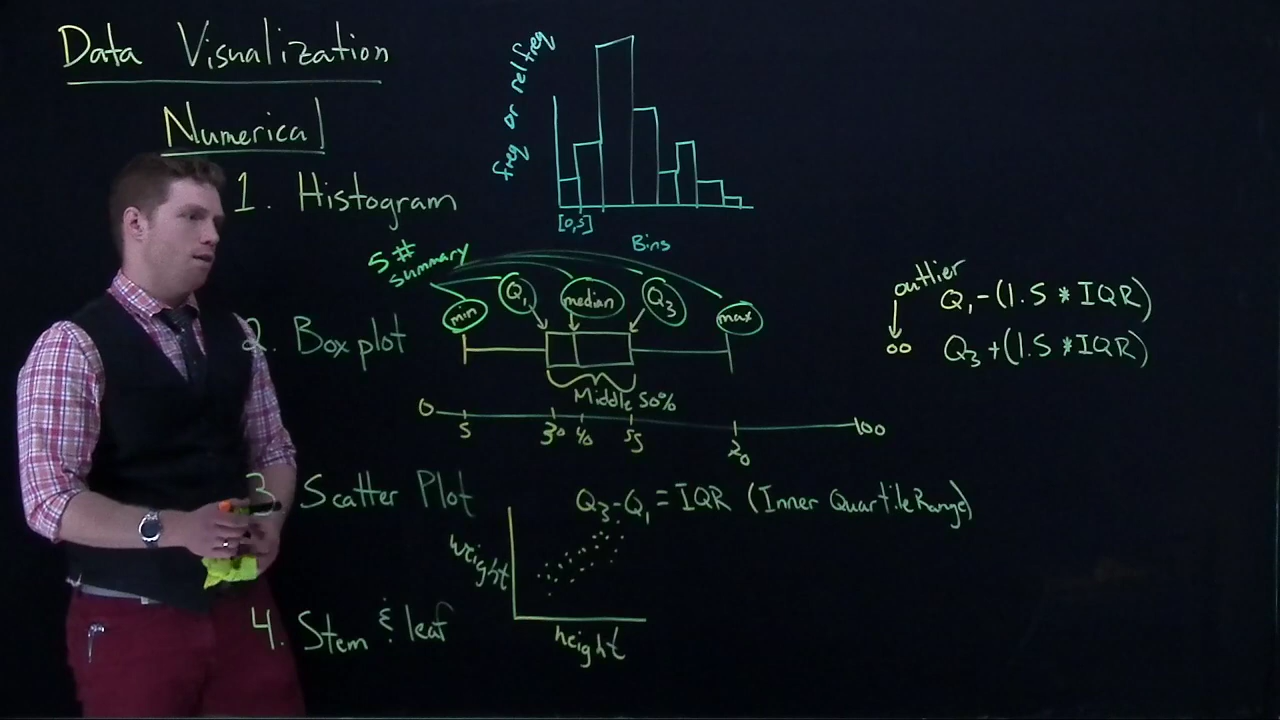 Data Visualization
Numerical
1. Histogram
freq or rel freq
[0,5]
Bins
5 # summary
min
Q₁
median
Q₃
max
2. Boxplot
Middle 50%
0 5 30 40 55 70 100
outlier
Q₁-(1.5 * IQR)
oo Q₃+(1.5 * IQR)
3. Scatter Plot
Q₃-Q₁ = IQR (Inner Quartile Range)
weight
height
4. Stem & leaf